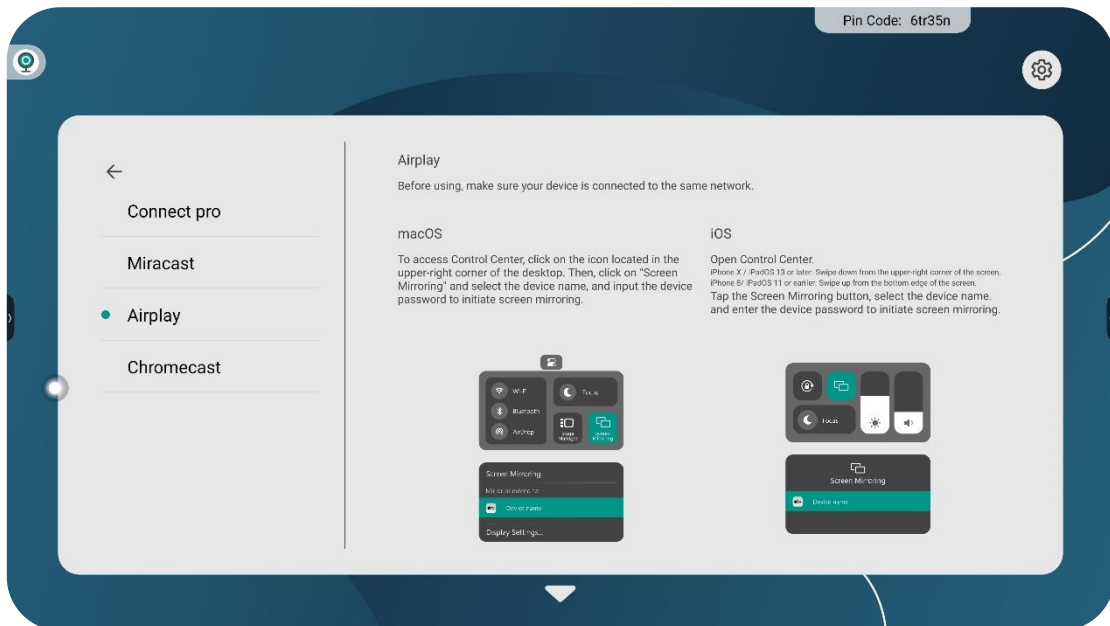 Pin Code: 6tr35n
Connect pro
Miracast
Airplay
Chromecast
Airplay
Before using, make sure your device is connected to the same network.
macOS
To access Control Center, click on the icon located in the
upper-right corner of the desktop. Then, click on "Screen
Mirroring" and select the device name, and input the device
password to initiate screen mirroring.
iOS
Open Control Center.
iPhone X / iPadOS 13 or later: Swipe down from the upper-right corner of the screen.
iPhone 8/ iPadOS 11 or earlier: Swipe up from the bottom edge of the screen.
Tap the Screen Mirroring button, select the device name.
and enter the device password to initiate screen mirroring.
Wi-F
Focus
Bluetooth
AirDrop
Stage
Manager
Screen
Mirroring
Screen Mirroring
Device name
Display Settings...
Focus
Screen Mirroring
Device name